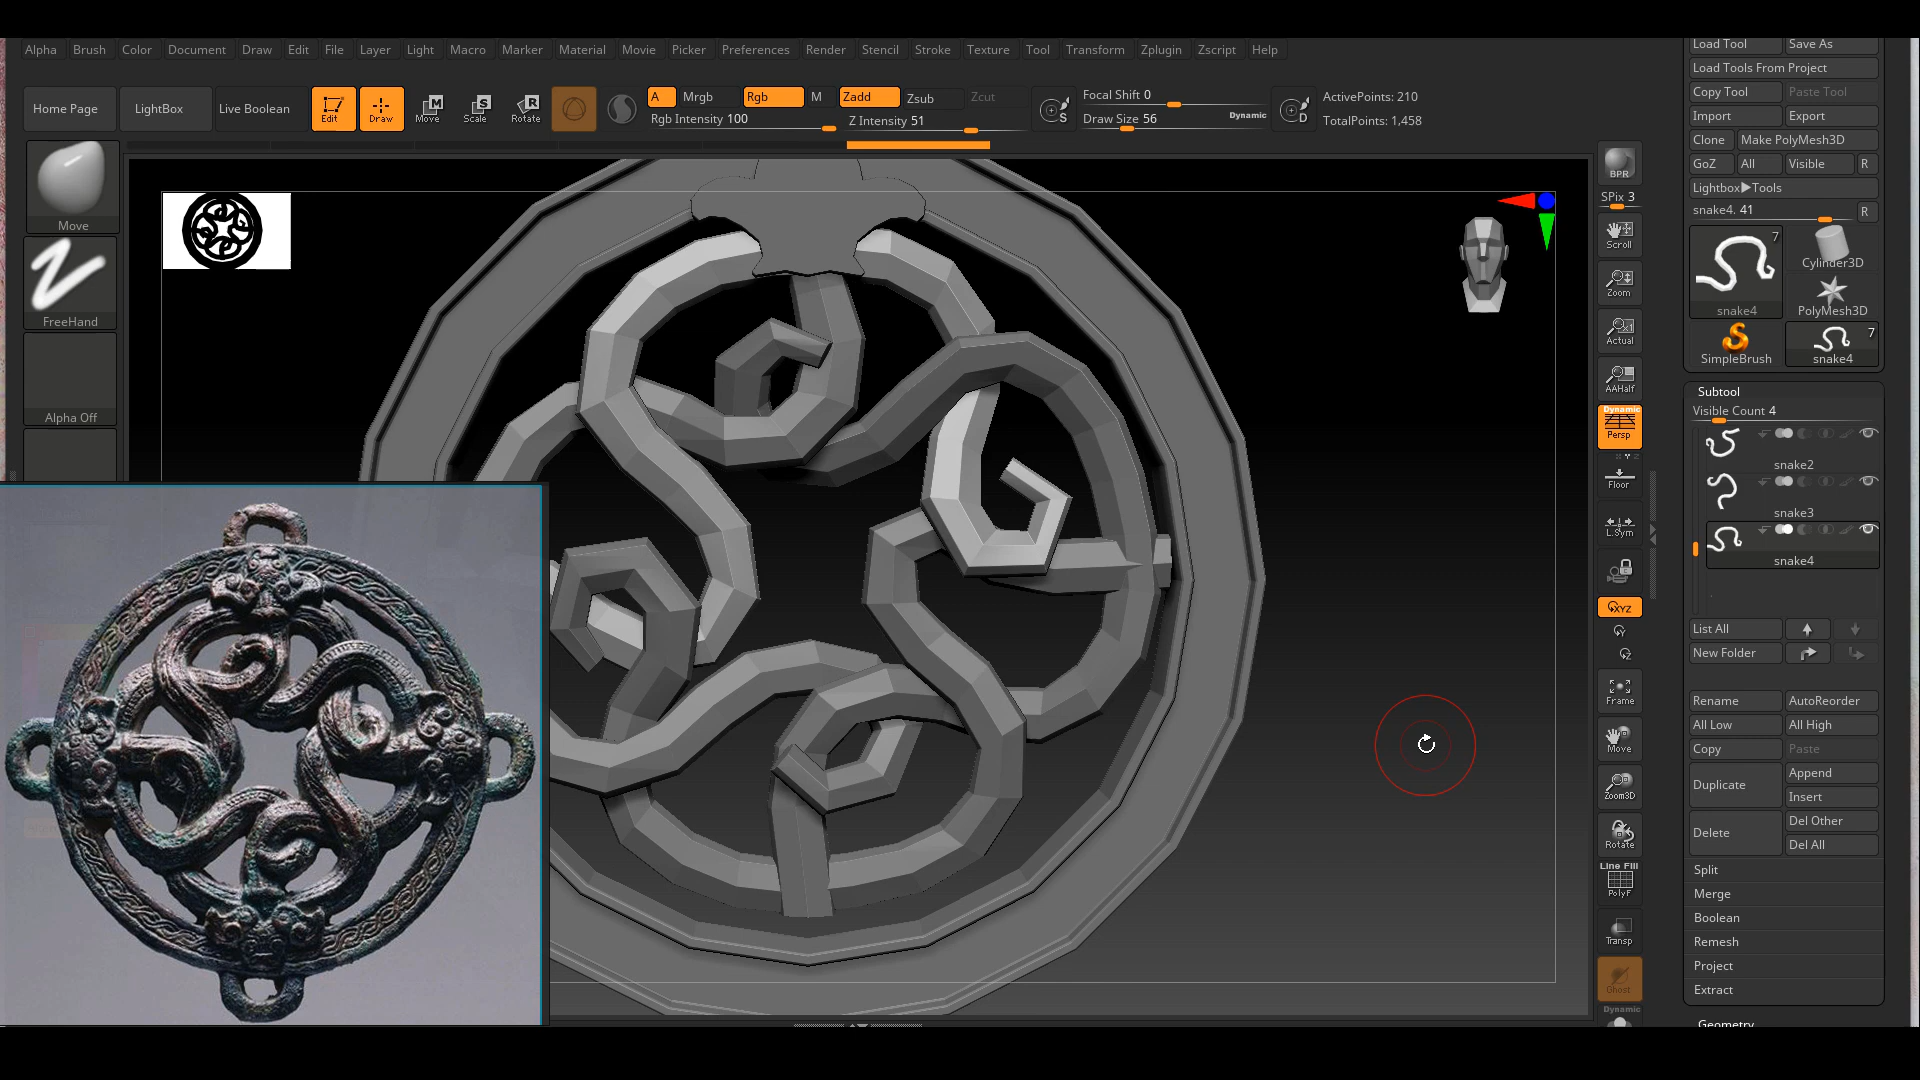 Alpha Brush Color Document Draw Edit File Layer Light Macro Marker Material Movie Picker Preferences Render Stencil Stroke Texture Tool Transform Zplugin Zscript Help
Home Page
LightBox
Live Boolean
Edit
Draw
Move
Scale
Rotate
A
Mrgb
Rgb
M
Zadd
Zsub
Zcut
Rgb Intensity 100
Z Intensity 51
Focal Shift 0
Draw Size 56
Dynamic
S
D
ActivePoints: 210
TotalPoints: 1,458
Move
FreeHand
Alpha Off
BPR
SPix 3
Scroll
Zoom
Actual
AAHalf
Dynamic
Persp
Floor
L.Sym
XYZ
Frame
Move
Zoom3D
Rotate
Line Fill
PolyF
Transp
Ghost
Dynamic
Load Tool
Save As
Load Tools From Project
Copy Tool
Paste Tool
Import
Export
Clone
Make PolyMesh3D
GoZ
All
Visible
R
Lightbox▶Tools
snake4. 41
R
7
snake4
Cylinder3D
PolyMesh3D
SimpleBrush
7
snake4
Subtool
Visible Count 4
snake2
snake3
snake4
List All
New Folder
Rename
AutoReorder
All Low
All High
Copy
Paste
Duplicate
Append
Insert
Delete
Del Other
Del All
Split
Merge
Boolean
Remesh
Project
Extract
Geometry